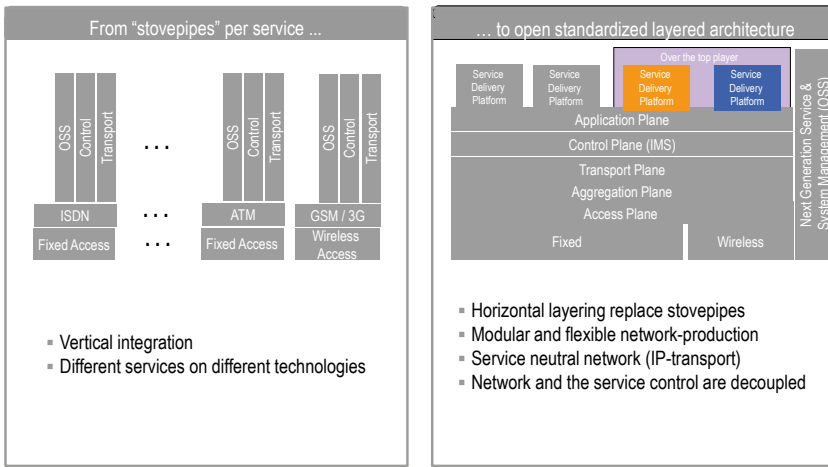 From “stovepipes” per service ...
OSS
Control
Transport
...
OSS
Control
Transport
OSS
Control
Transport
ISDN
...
ATM
GSM / 3G
Fixed Access
...
Fixed Access
Wireless
Access
▪ Vertical integration
▪ Different services on different technologies
… to open standardized layered architecture
Over the top player
Service
Delivery
Platform
Service
Delivery
Platform
Service
Delivery
Platform
Service
Delivery
Platform
Application Plane
Control Plane (IMS)
Transport Plane
Aggregation Plane
Access Plane
Fixed
Wireless
Next Generation Service &
System Management (OSS)
▪ Horizontal layering replace stovepipes
▪ Modular and flexible network-production
▪ Service neutral network (IP-transport)
▪ Network and the service control are decoupled